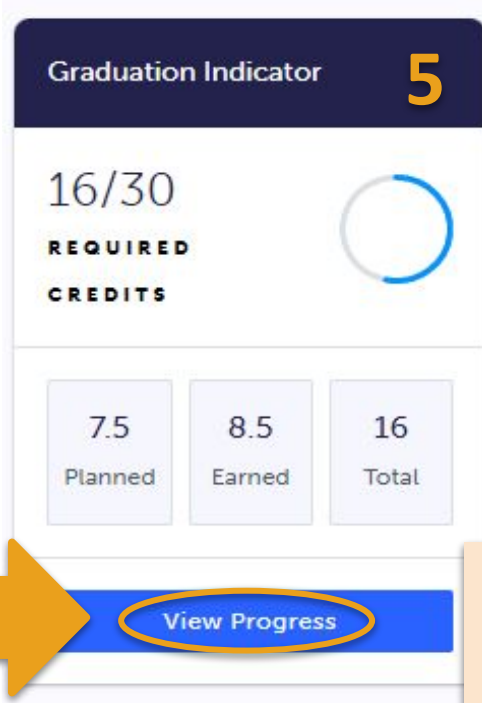 Graduation Indicator 5
16/30
REQUIRED
CREDITS
7.5 8.5 16
Planned Earned Total
View Progress